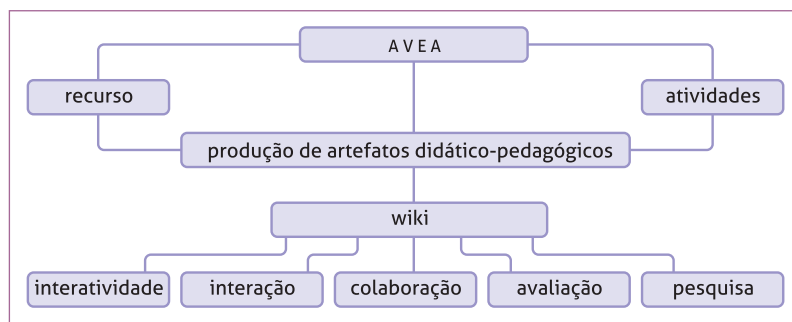 A V E A
recurso
atividades
produção de artefatos didático-pedagógicos
wiki
interatividade
interação
colaboração
avaliação
pesquisa